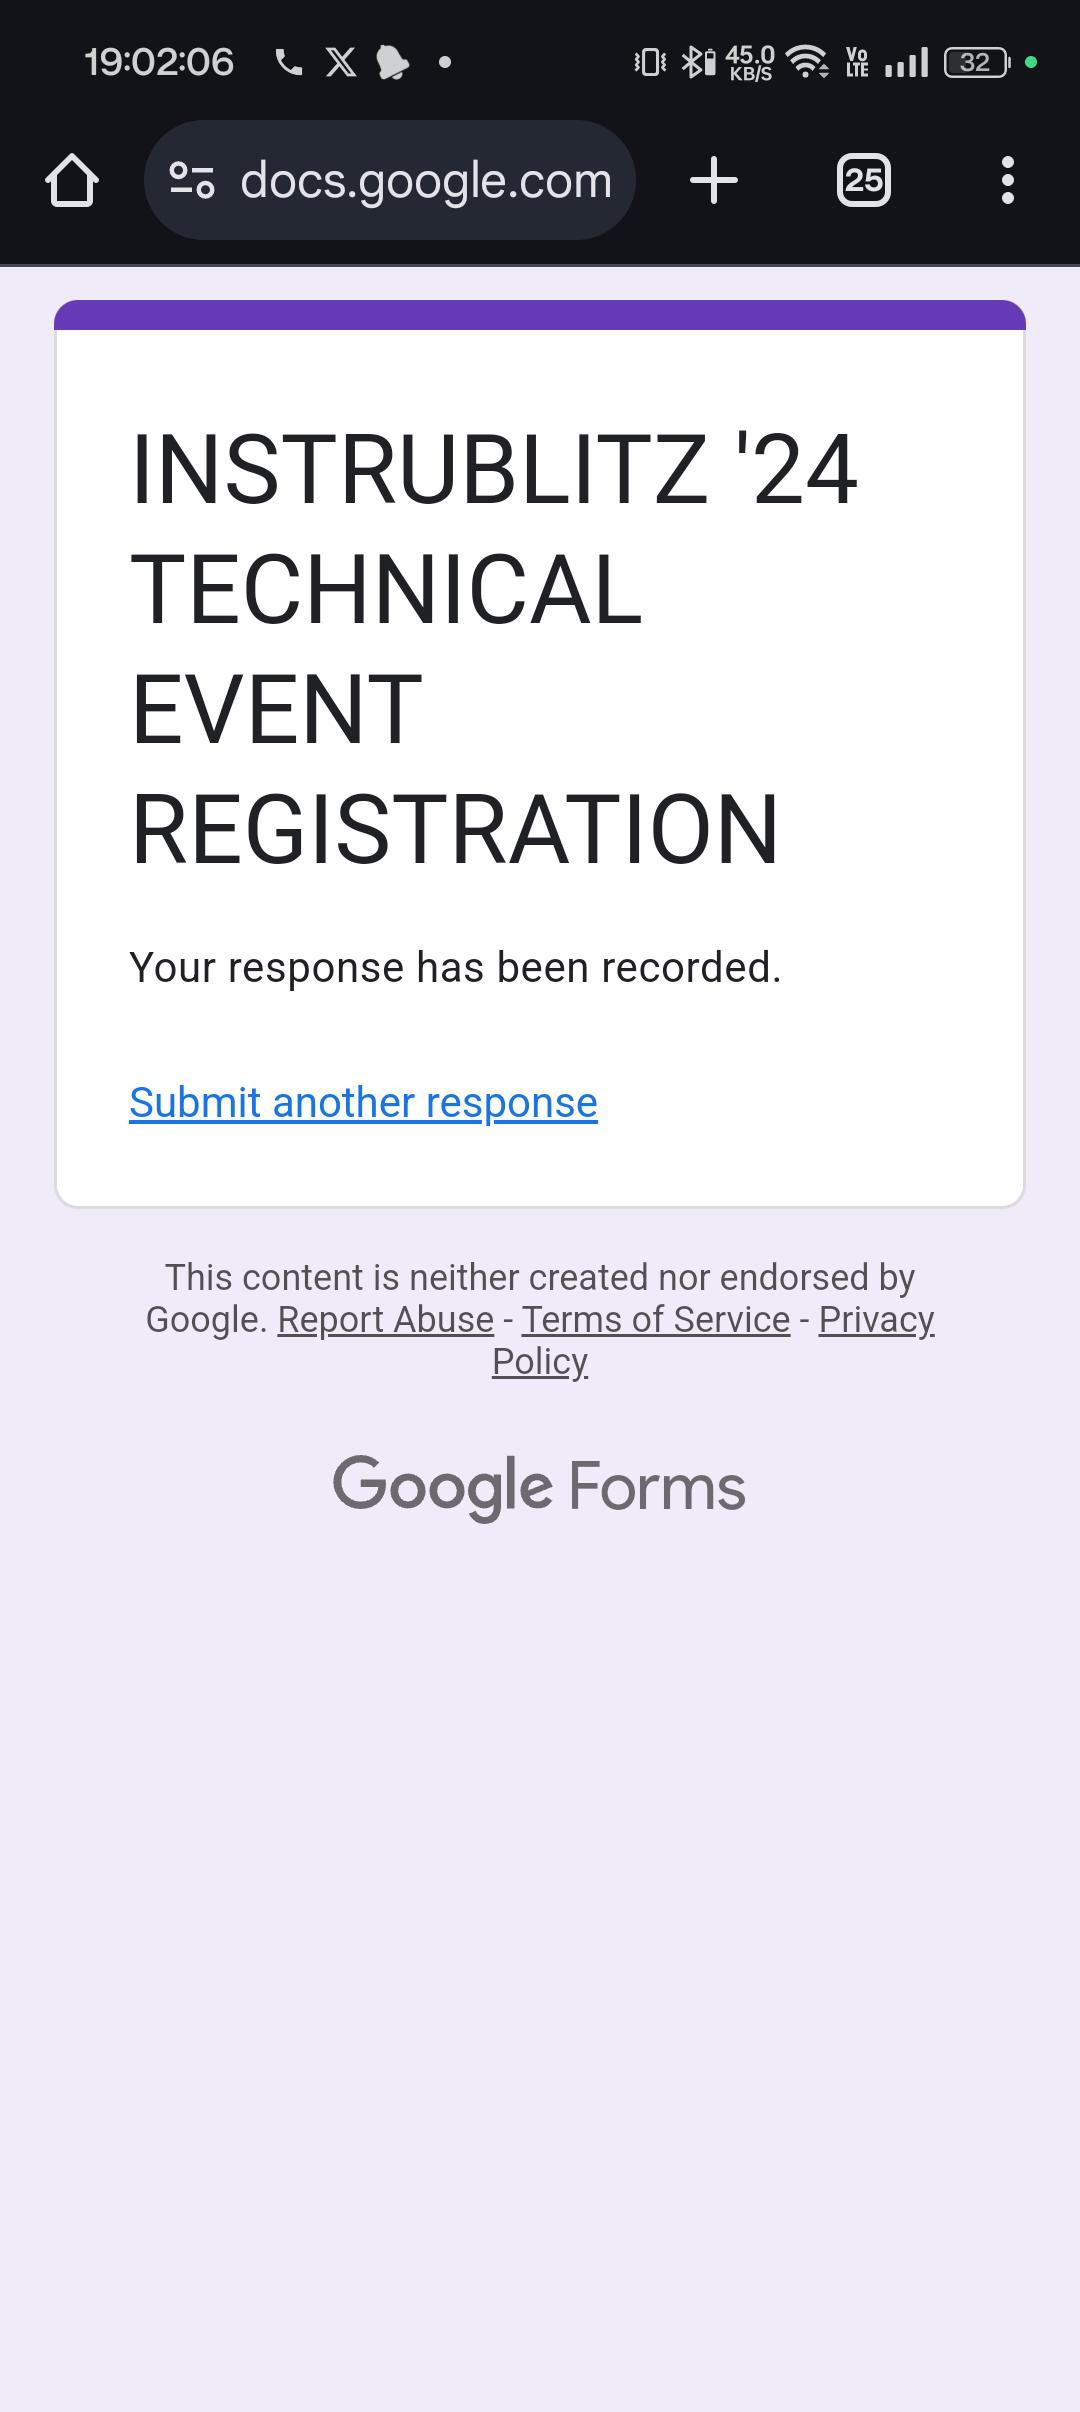 19:02:06 45.0 KB/S Vo LTE 32
docs.google.com 25
INSTRUBLITZ '24
TECHNICAL
EVENT
REGISTRATION
Your response has been recorded.
Submit another response
This content is neither created nor endorsed by
Google. Report Abuse - Terms of Service - Privacy
Policy
Google Forms